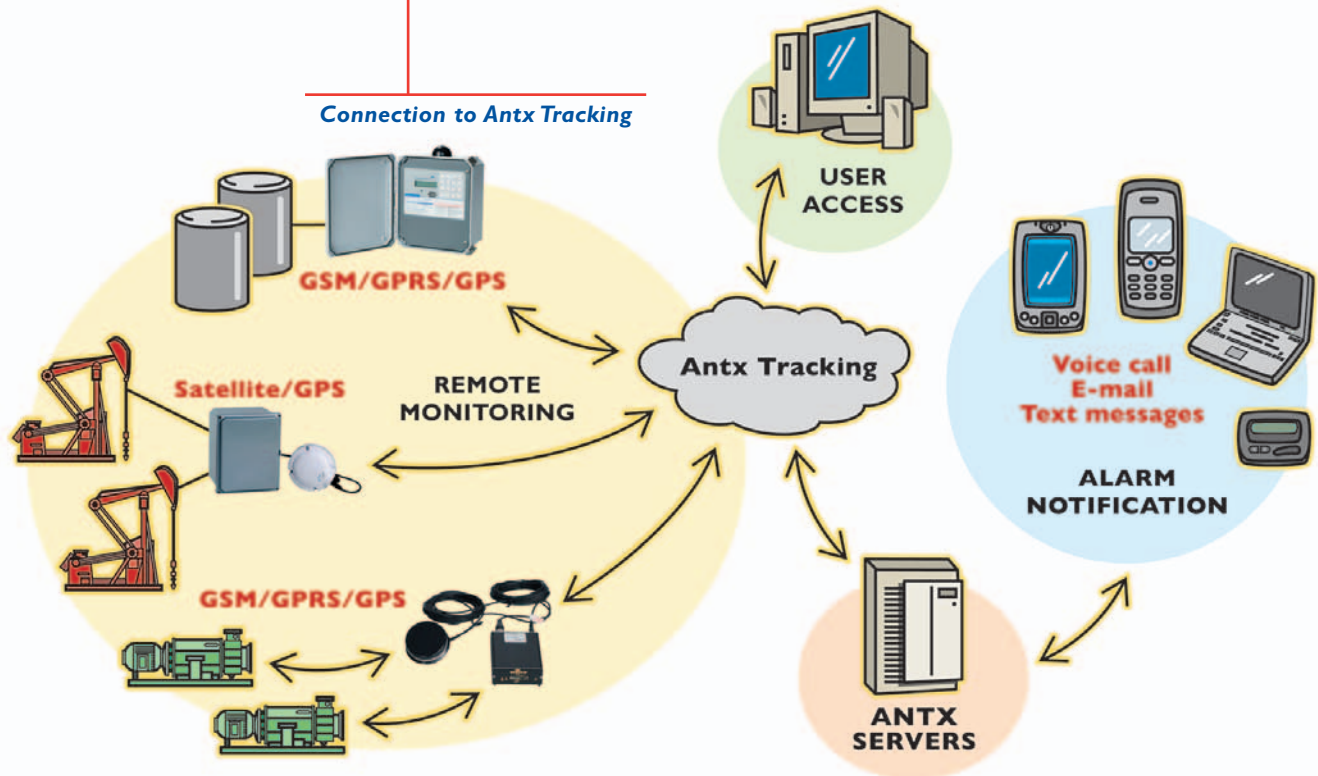 Connection to Antx Tracking
USER
ACCESS
GSM/GPRS/GPS
Antx Tracking
Satellite/GPS
REMOTE
MONITORING
Voice call
E-mail
Text messages
ALARM
NOTIFICATION
GSM/GPRS/GPS
ANTX
SERVERS